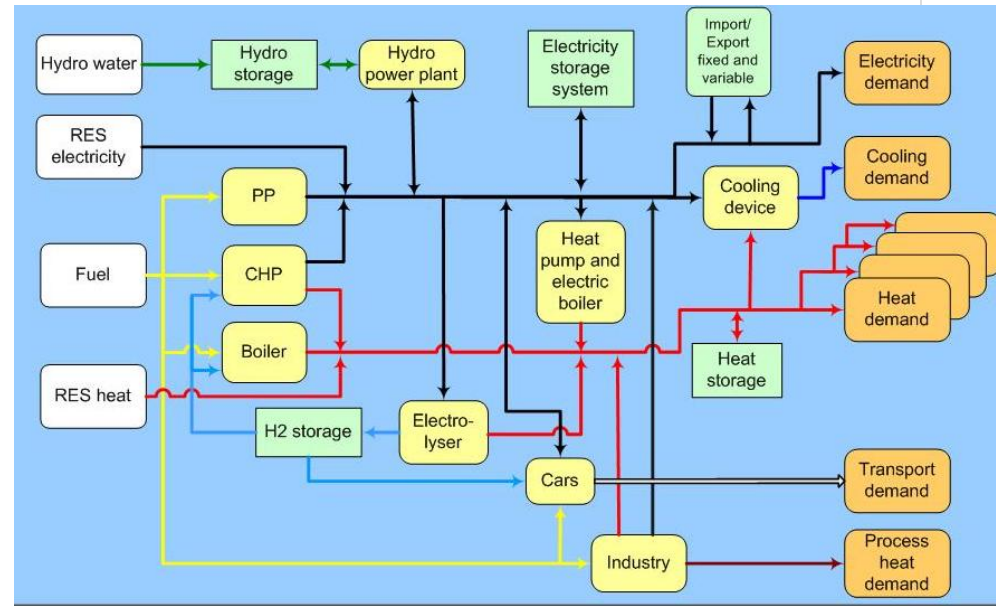 Hydro water
Hydro
storage
Hydro
power plant
Electricity
storage
system
Import/
Export
fixed and
variable
Electricity
demand
RES
electricity
PP
Cooling
device
Cooling
demand
Fuel
CHP
Heat
pump and
electric
boiler
Heat
demand
Boiler
Heat
storage
RES heat
H2 storage
Electro-
lyser
Cars
Transport
demand
Industry
Process
heat
demand